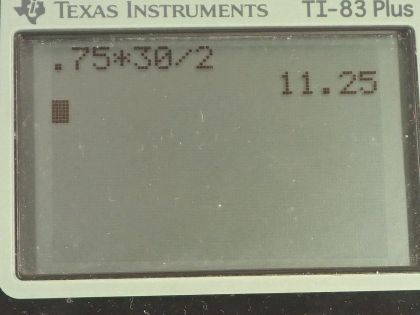 TEXAS INSTRUMENTS TI-83 Plus
.75*30/2
11.25